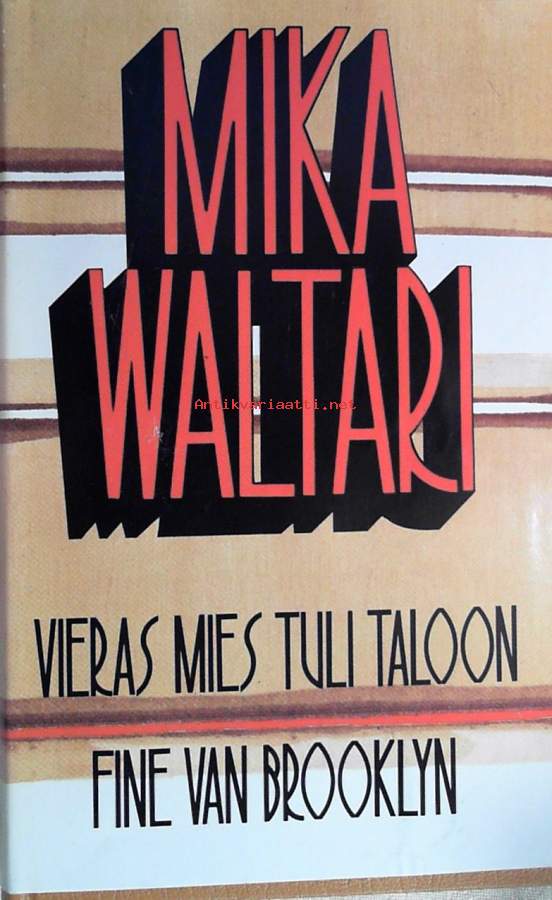 MIKA
WALTARI
Antikvariaatti.net
VIERAS MIES TULI TALOON
FINE VAN BROOKLYN